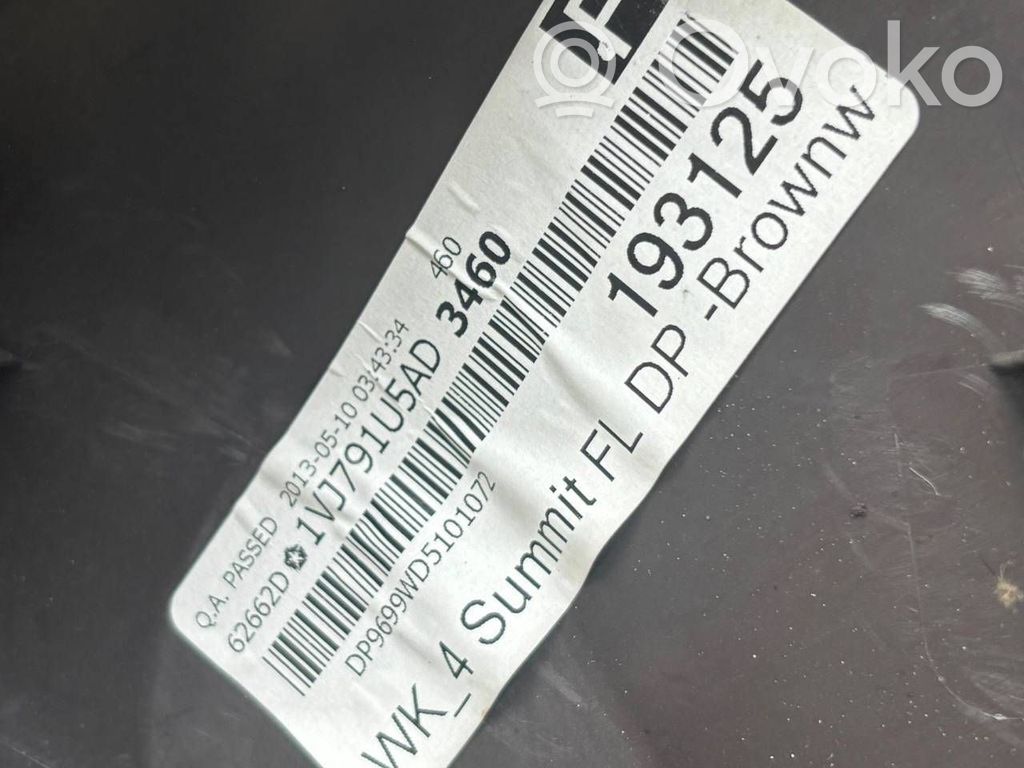 Ovoko
Q.A. PASSED 2013-05-10 03:43:34 460
62662D 1VJ791U5AD 3460
DP9699WD5101072
193125
WK_4 Summit FL DP -Brownw